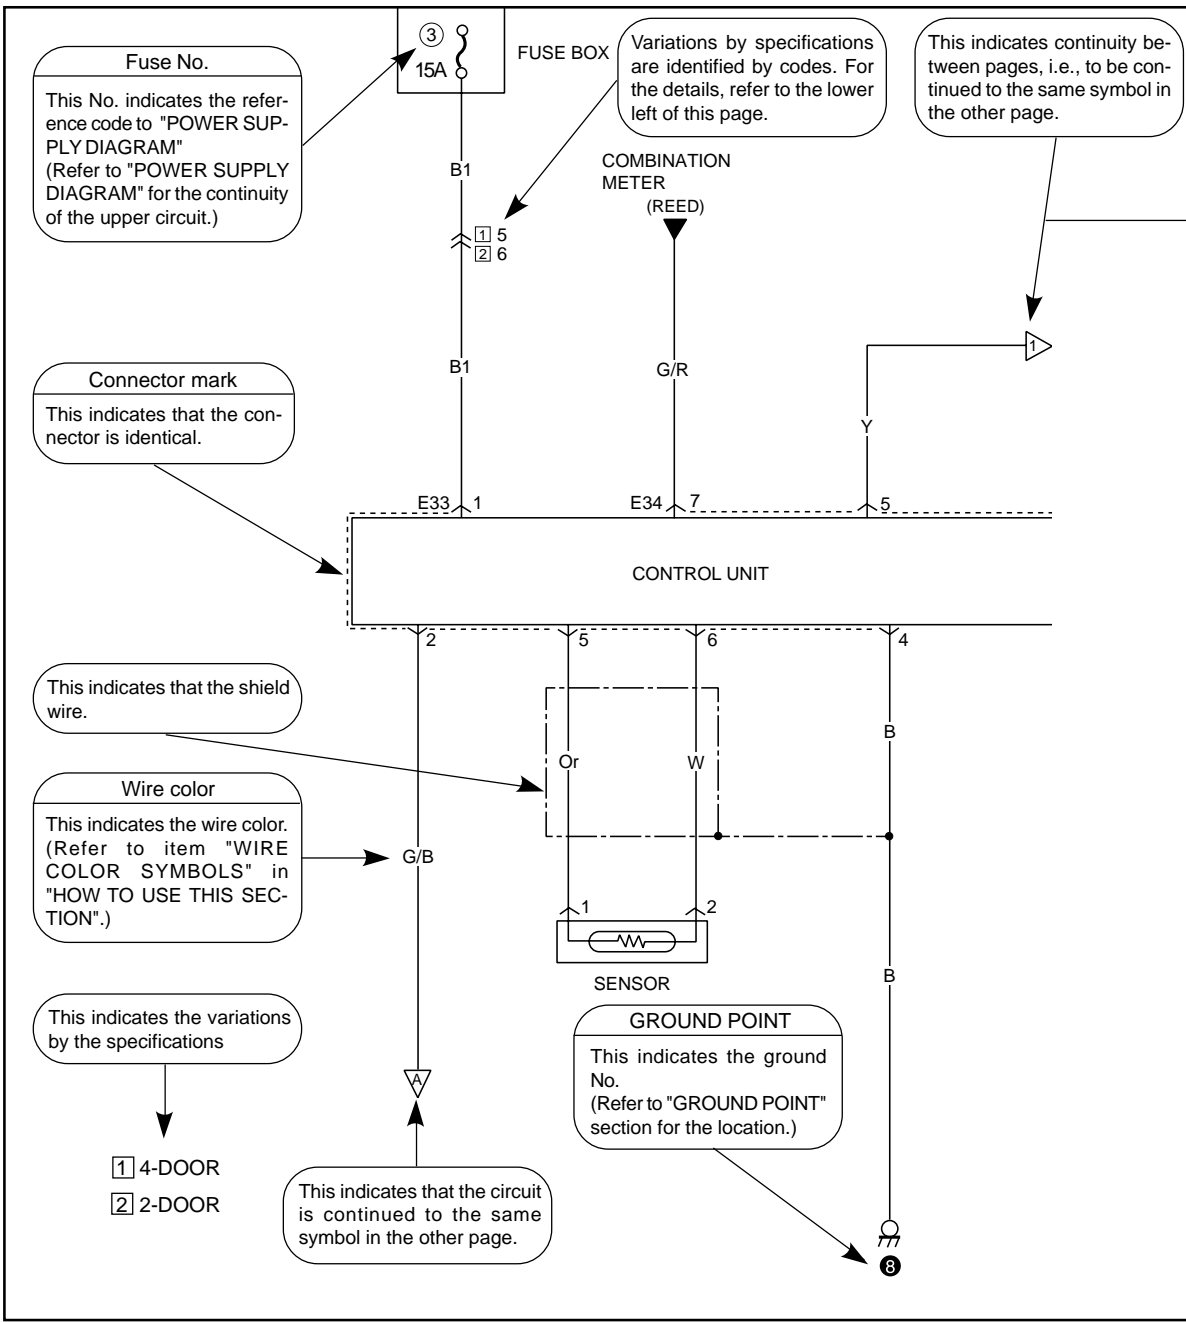 3
15A
FUSE BOX
Fuse No.
This No. indicates the refer-
ence code to "POWER SUP-
PLY DIAGRAM"
(Refer to "POWER SUPPLY
DIAGRAM" for the continuity
of the upper circuit.)
Variations by specifications
are identified by codes. For
the details, refer to the lower
left of this page.
This indicates continuity be-
tween pages, i.e., to be con-
tinued to the same symbol in
the other page.
COMBINATION
METER
(REED)
B1
1 5
2 6
1
B1
G/R
Y
Connector mark
This indicates that the con-
nector is identical.
E33 1
E34 7
5
CONTROL UNIT
2
5
6
4
This indicates that the shield
wire.
B
Or
W
Wire color
This indicates the wire color.
(Refer to item "WIRE
COLOR SYMBOLS" in
"HOW TO USE THIS SEC-
TION".)
G/B
1
2
SENSOR
B
This indicates the variations
by the specifications
1 4-DOOR
2 2-DOOR
A
This indicates that the circuit
is continued to the same
symbol in the other page.
GROUND POINT
This indicates the ground
No.
(Refer to "GROUND POINT"
section for the location.)
8